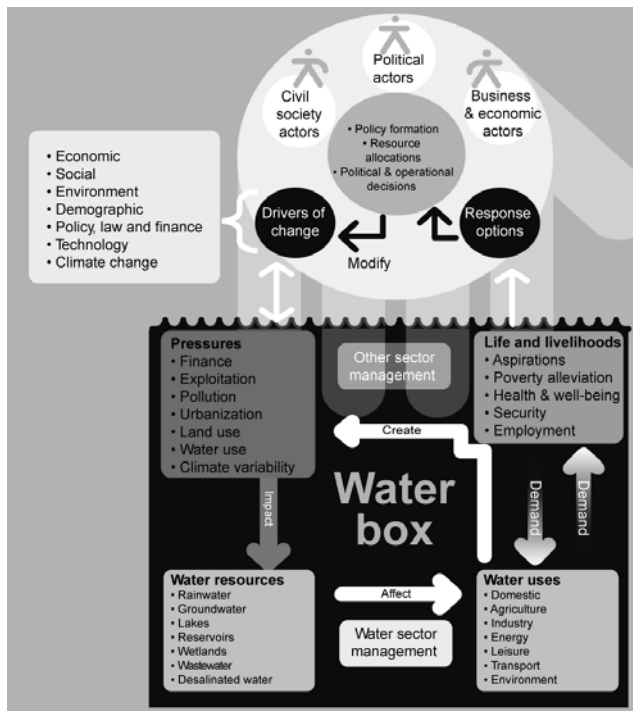 Political
actors
Civil
society
actors
Business
& economic
actors
• Policy formation
• Resource
allocations
• Political & operational
decisions
• Economic
• Social
• Environment
• Demographic
• Policy, law and finance
• Technology
• Climate change
Drivers of
change
Response
options
Modify
Pressures
• Finance
• Exploitation
• Pollution
• Urbanization
• Land use
• Water use
• Climate variability
Other sector
management
Life and livelihoods
• Aspirations
• Poverty alleviation
• Health & well-being
• Security
• Employment
Create
Water
box
Impact
Demand
Demand
Water resources
• Rainwater
• Groundwater
• Lakes
• Reservoirs
• Wetlands
• Wastewater
• Desalinated water
Affect
Water sector
management
Water uses
• Domestic
• Agriculture
• Industry
• Energy
• Leisure
• Transport
• Environment